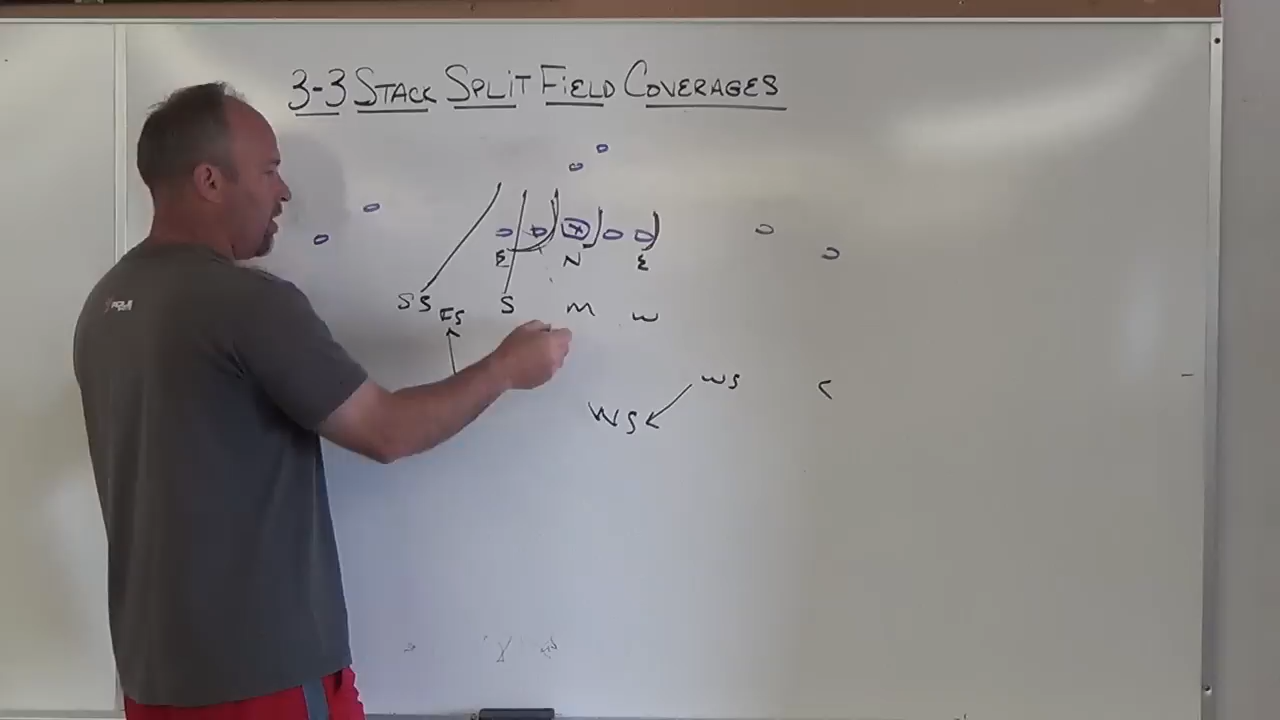 3-3 STACK SPLIT FIELD COVERAGES
X
E N E
SS FS S M W
WS
WS